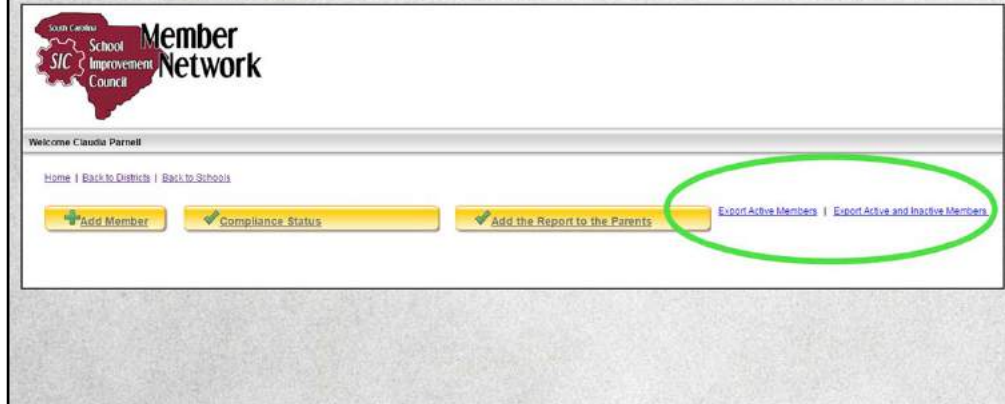 South Carolina
SIC School Improvement Council
Member Network
Welcome Claudia Parnell
Home | Back to Districts | Back to Schools
Add Member
Compliance Status
Add the Report to the Parents
Export Active Members | Export Active and Inactive Members